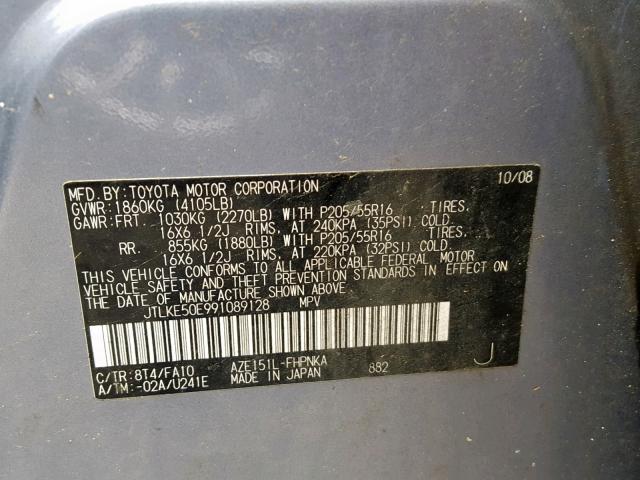 MFD.BY:TOYOTA MOTOR CORPORATION 10/08
GVWR:1860KG (4105LB)
GAWR:FRT. 1030KG (2270LB) WITH P205/55R16 TIRES.
16X6 1/2J RIMS, AT 240KPA (35PSI) COLD.
RR. 855KG (1880LB) WITH P205/55R16 TIRES.
16X6 1/2J RIMS, AT 220KPA (32PSI) COLD.
THIS VEHICLE CONFORMS TO ALL APPLICABLE FEDERAL MOTOR
VEHICLE SAFETY AND THEFT PREVENTION STANDARDS IN EFFECT ON
THE DATE OF MANUFACTURE SHOWN ABOVE.
JTLKE50E991089128 MPV
C/TR:8T4/FA10 AZE151L-FHPNKA 882 J
A/TM:-02A/U241E MADE IN JAPAN